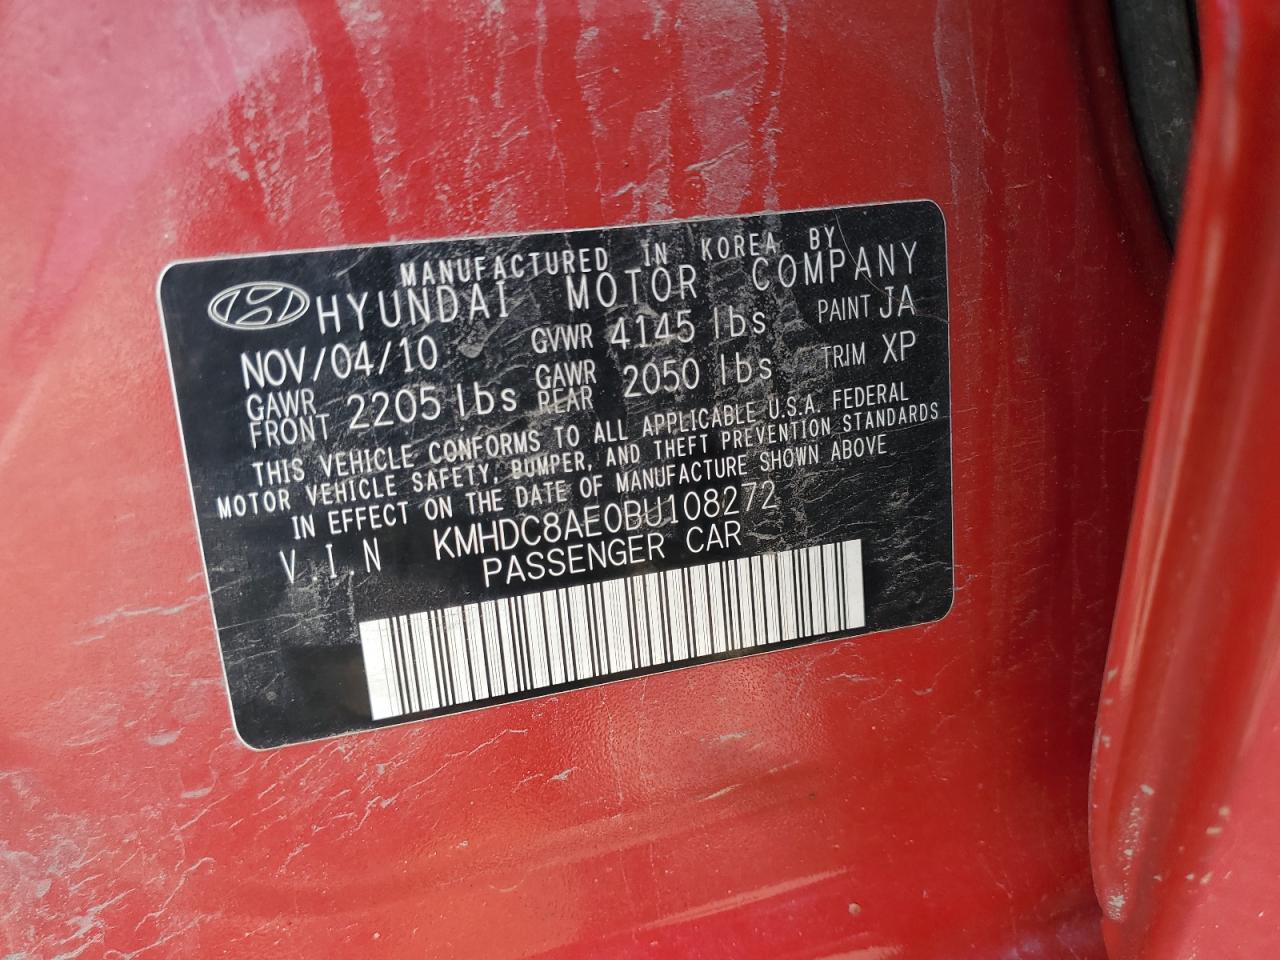 MANUFACTURED IN KOREA BY
HYUNDAI MOTOR COMPANY
NOV/04/10 GVWR 4145 lbs PAINT JA
GAWR FRONT 2205 lbs GAWR REAR 2050 lbs TRIM XP
THIS VEHICLE CONFORMS TO ALL APPLICABLE U.S.A. FEDERAL
MOTOR VEHICLE SAFETY, BUMPER, AND THEFT PREVENTION STANDARDS
IN EFFECT ON THE DATE OF MANUFACTURE SHOWN ABOVE
V.I.N KMHDC8AE0BU108272
PASSENGER CAR